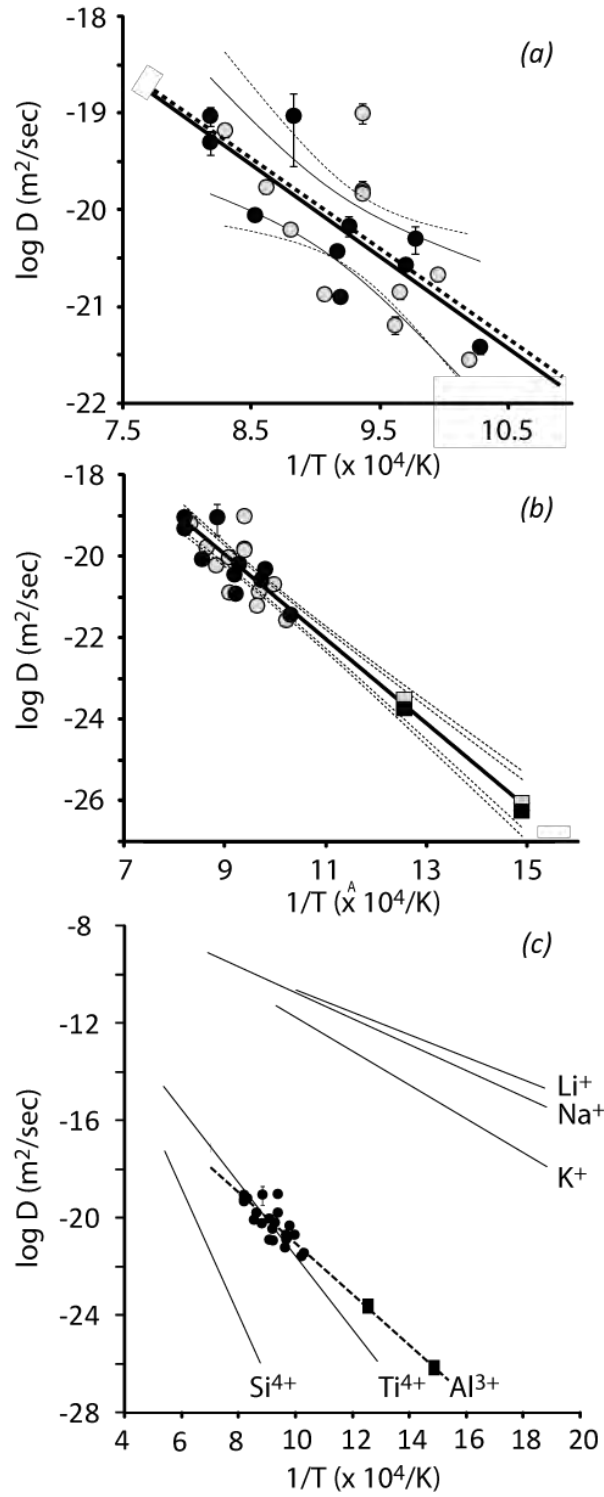 (a)
-18
-19
-20
-21
-22
log D (m²/sec)
7.5 8.5 9.5 10.5
1/T (x 10⁴/K)
(b)
-18
-20
-22
-24
-26
log D (m²/sec)
7 9 11 13 15
A
1/T (x 10⁴/K)
(c)
-8
-12
-16
-20
-24
-28
log D (m²/sec)
Li⁺
Na⁺
K⁺
Si⁴⁺ Ti⁴⁺ Al³⁺
4 6 8 10 12 14 16 18 20
1/T (x 10⁴/K)